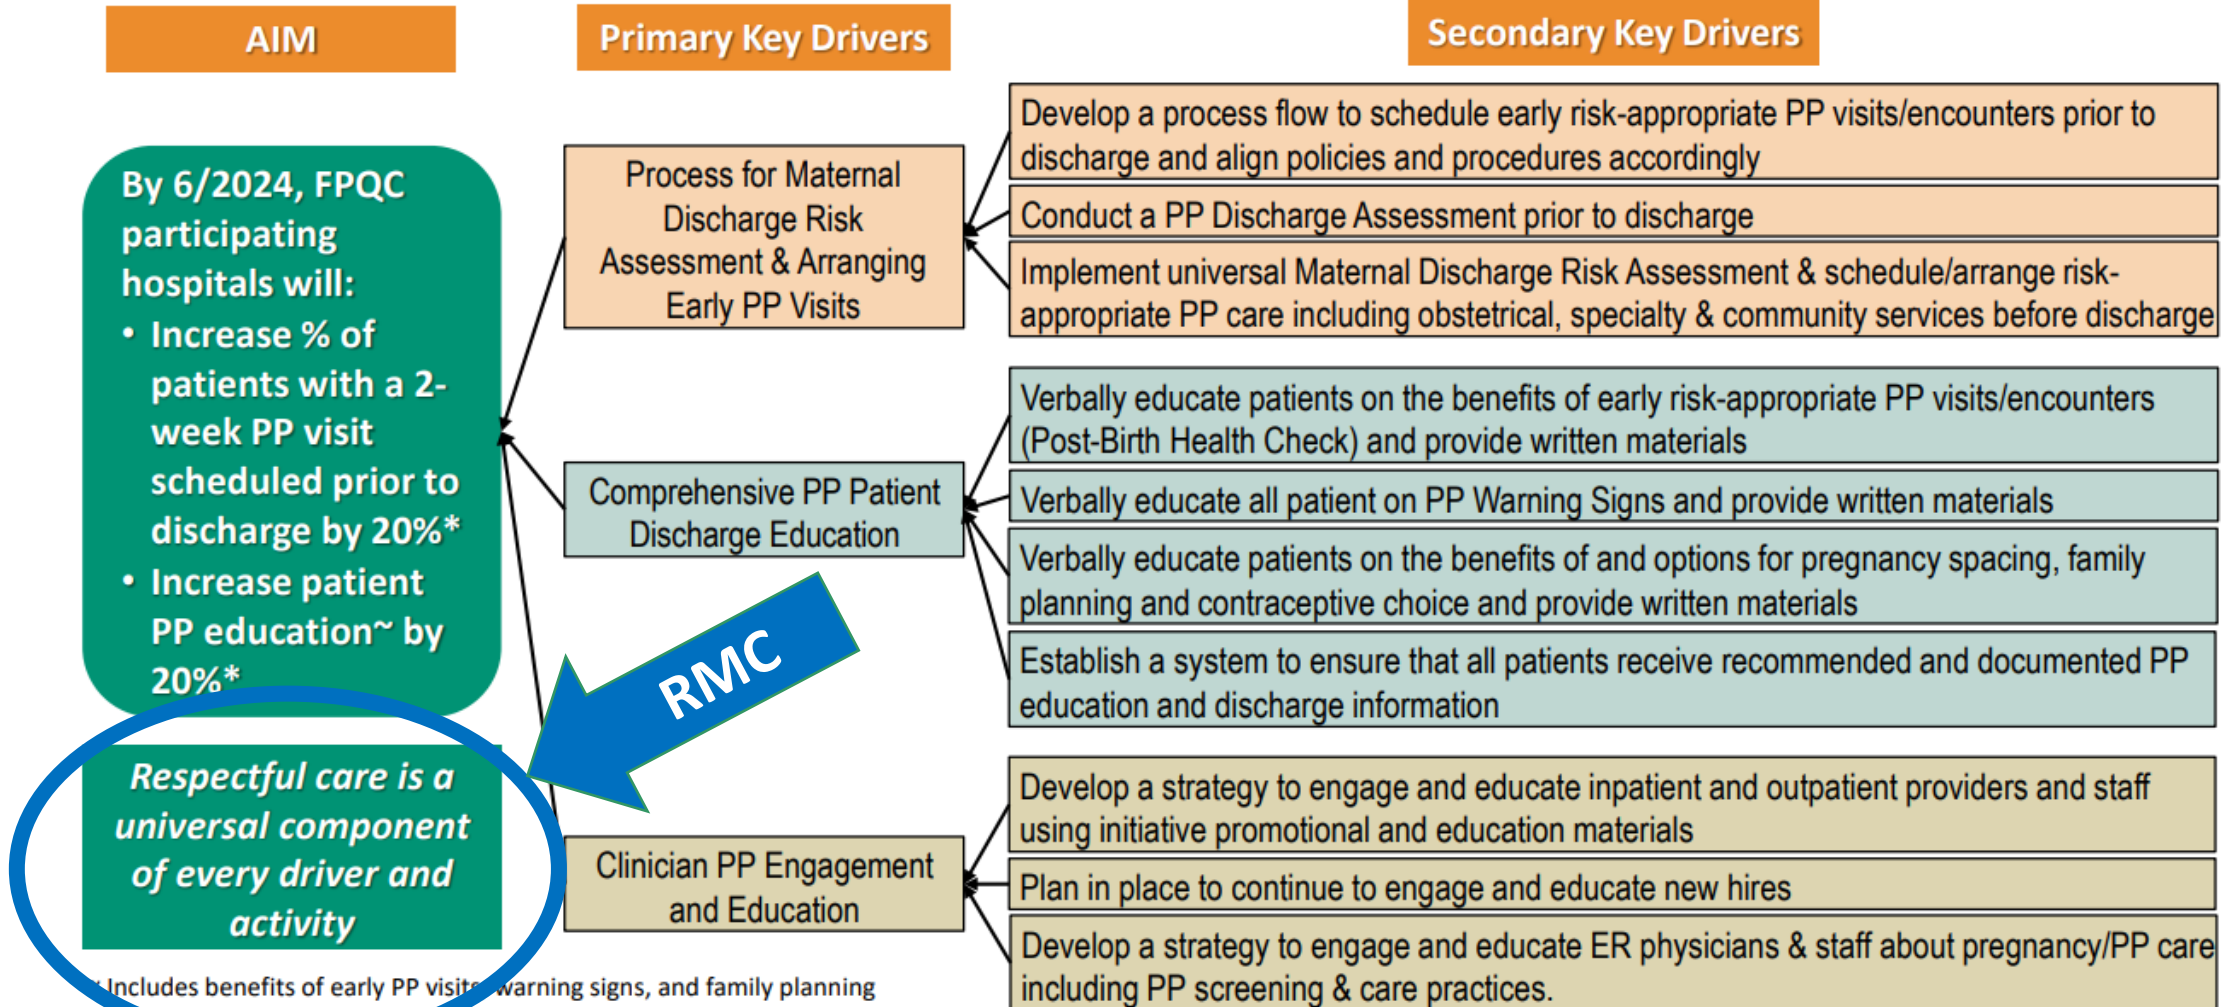 AIM
Primary Key Drivers
Secondary Key Drivers
By 6/2024, FPQC
participating
hospitals will:
• Increase % of
patients with a 2-
week PP visit
scheduled prior to
discharge by 20%*
• Increase patient
PP education~ by
20%*
Respectful care is a
universal component
of every driver and
activity
Includes benefits of early PP visits, warning signs, and family planning
Process for Maternal
Discharge Risk
Assessment & Arranging
Early PP Visits
Comprehensive PP Patient
Discharge Education
RMC
Clinician PP Engagement
and Education
Develop a process flow to schedule early risk-appropriate PP visits/encounters prior to
discharge and align policies and procedures accordingly
Conduct a PP Discharge Assessment prior to discharge
Implement universal Maternal Discharge Risk Assessment & schedule/arrange risk-
appropriate PP care including obstetrical, specialty & community services before discharge
Verbally educate patients on the benefits of early risk-appropriate PP visits/encounters
(Post-Birth Health Check) and provide written materials
Verbally educate all patient on PP Warning Signs and provide written materials
Verbally educate patients on the benefits of and options for pregnancy spacing, family
planning and contraceptive choice and provide written materials
Establish a system to ensure that all patients receive recommended and documented PP
education and discharge information
Develop a strategy to engage and educate inpatient and outpatient providers and staff
using initiative promotional and education materials
Plan in place to continue to engage and educate new hires
Develop a strategy to engage and educate ER physicians & staff about pregnancy/PP care
including PP screening & care practices.